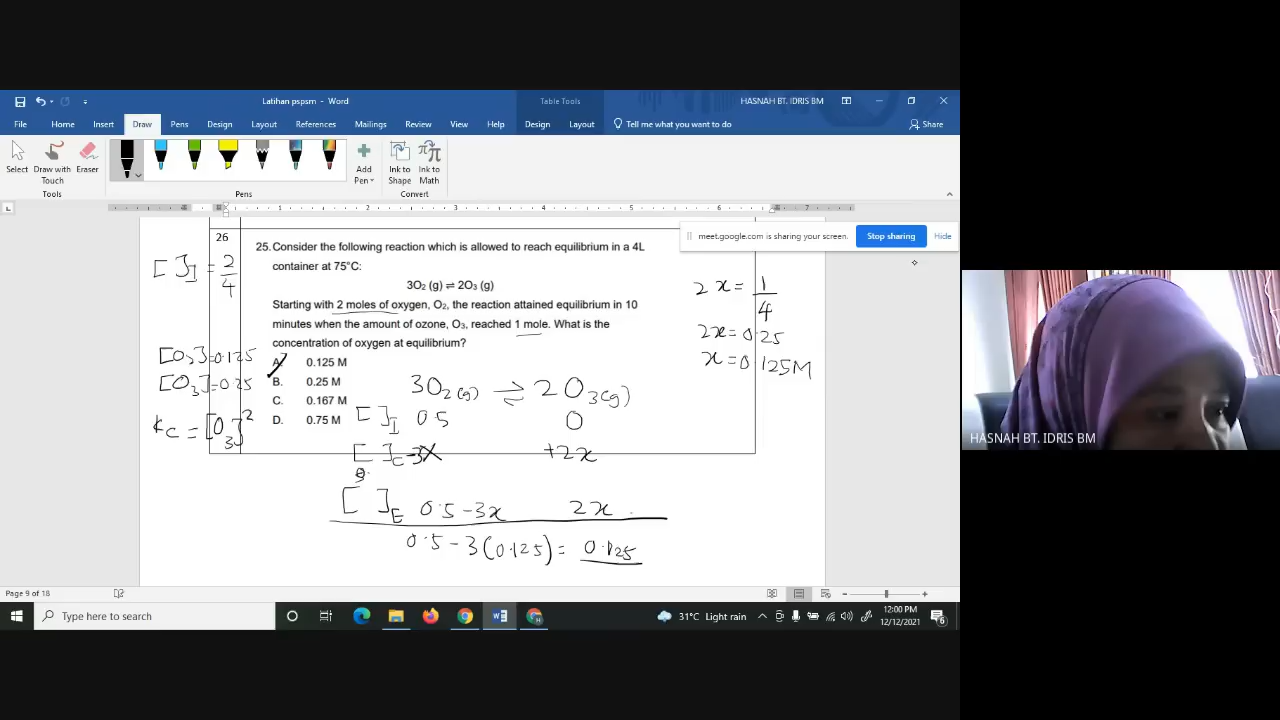 Latihan pspsm - Word
Table Tools
HASNAH BT. IDRIS BM
File Home Insert Draw Pens Design Layout References Mailings Review View Help Design Layout Tell me what you want to do Share
Select
Draw with Touch
Eraser
Add Pen
Ink to Shape
Ink to Math
Tools
Pens
Convert
1 2 3 4 5 6 7
meet.google.com is sharing your screen. Stop sharing Hide
26
25. Consider the following reaction which is allowed to reach equilibrium in a 4L
container at 75°C:
3O₂ (g) ⇌ 2O₃ (g)
Starting with 2 moles of oxygen, O₂, the reaction attained equilibrium in 10
minutes when the amount of ozone, O₃, reached 1 mole. What is the
concentration of oxygen at equilibrium?
A. 0.125 M
B. 0.25 M
C. 0.167 M
D. 0.75 M
[ ]I = 2/4
[O₂]=0.125
[O₃]=0.25
Kc = [O₃]²
2x = 1/4
2x=0.25
x=0.125M
3O₂(g) ⇌ 2O₃(g)
[ ]I 0.5 0
[ ]C -3x +2x
[ ]E 0.5-3x 2x
0.5-3(0.125)= 0.125
HASNAH BT. IDRIS BM
Page 9 of 18
Type here to search
31°C Light rain
12:00 PM
12/12/2021
6